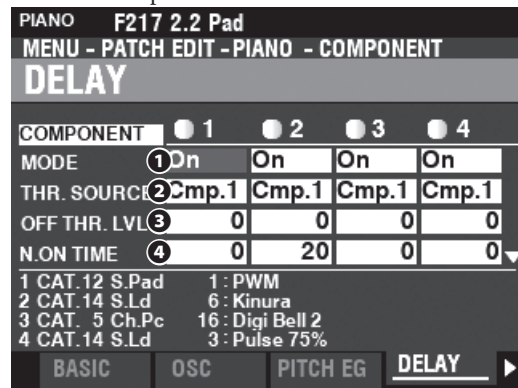 PIANO F217 2.2 Pad
MENU - PATCH EDIT - PIANO - COMPONENT
DELAY
COMPONENT 1 2 3 4
MODE 1 On On On On
THR. SOURCE 2 Cmp.1 Cmp.1 Cmp.1 Cmp.1
OFF THR. LVL 3 0 0 0 0
N.ON TIME 4 0 20 0 0
1 CAT.12 S.Pad 1 : PWM
2 CAT.14 S.Ld 6 : Kinura
3 CAT. 5 Ch.Pc 16 : Digi Bell 2
4 CAT.14 S.Ld 3 : Pulse 75%
BASIC OSC PITCH EG DELAY